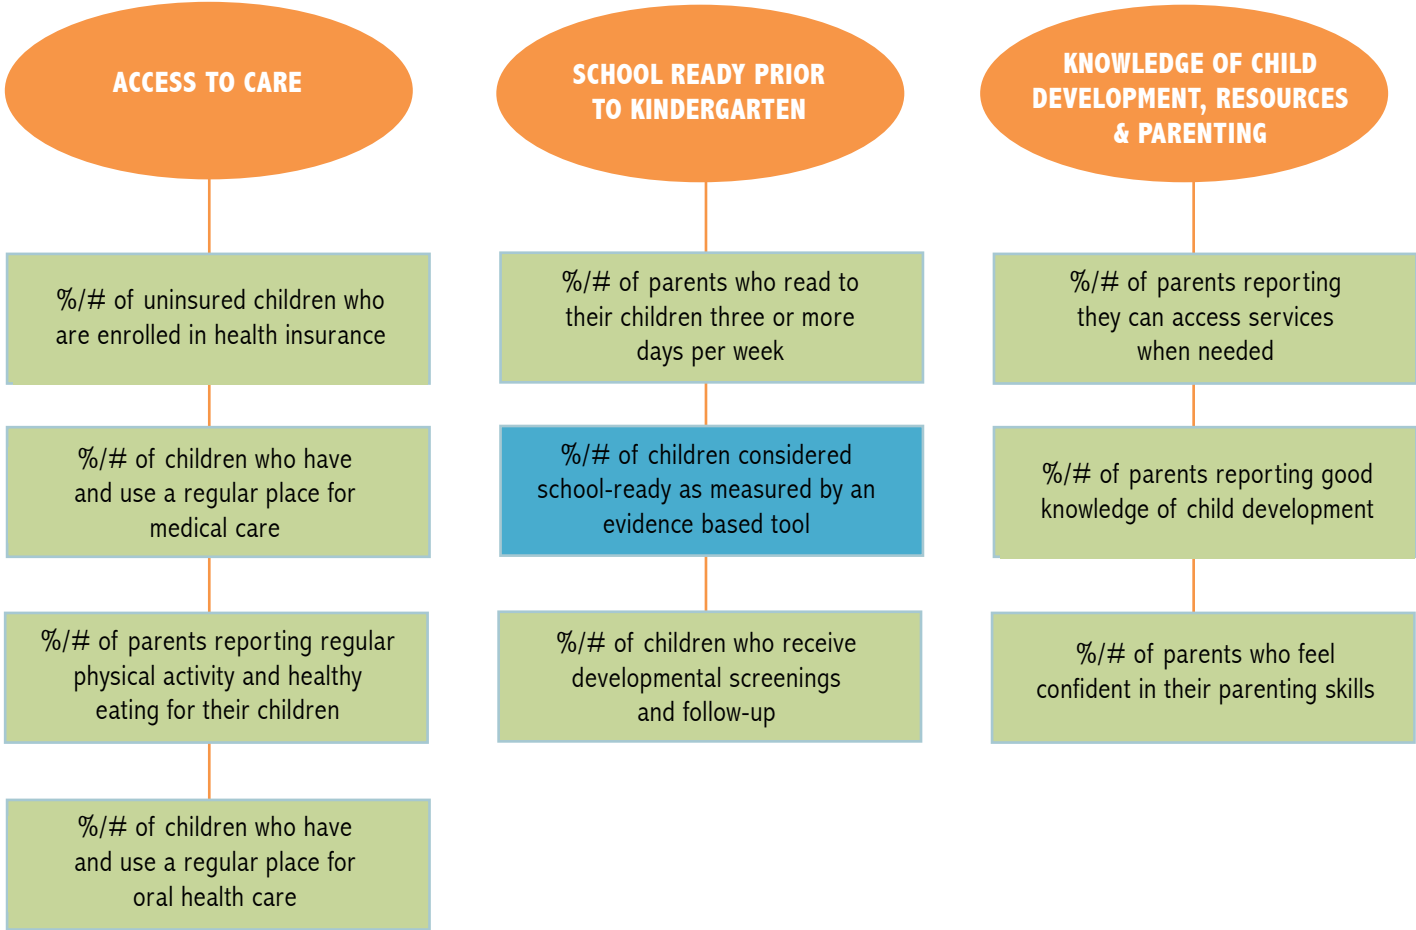 ACCESS TO CARE
%/# of uninsured children who
are enrolled in health insurance
%/# of children who have
and use a regular place for
medical care
%/# of parents reporting regular
physical activity and healthy
eating for their children
%/# of children who have
and use a regular place for
oral health care
SCHOOL READY PRIOR
TO KINDERGARTEN
%/# of parents who read to
their children three or more
days per week
%/# of children considered
school-ready as measured by an
evidence based tool
%/# of children who receive
developmental screenings
and follow-up
KNOWLEDGE OF CHILD
DEVELOPMENT, RESOURCES
& PARENTING
%/# of parents reporting
they can access services
when needed
%/# of parents reporting good
knowledge of child development
%/# of parents who feel
confident in their parenting skills